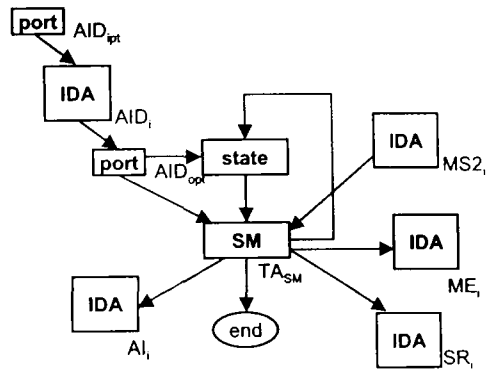 port
AID_ipt
IDA
AID_i
port
AID_opt
state
IDA
MS2_i
SM
TA_SM
IDA
ME_i
IDA
AI_i
end
IDA
SR_i